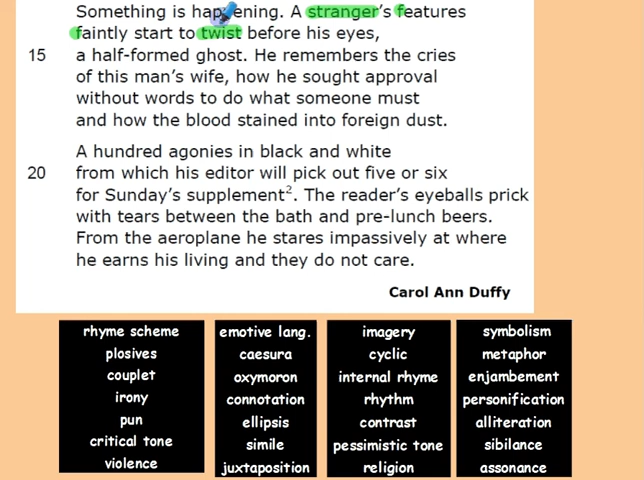 Something is happening. A stranger's features
faintly start to twist before his eyes,
15 a half-formed ghost. He remembers the cries
of this man's wife, how he sought approval
without words to do what someone must
and how the blood stained into foreign dust.
A hundred agonies in black and white
20 from which his editor will pick out five or six
for Sunday's supplement². The reader's eyeballs prick
with tears between the bath and pre-lunch beers.
From the aeroplane he stares impassively at where
he earns his living and they do not care.
Carol Ann Duffy
rhyme scheme
plosives
couplet
irony
pun
critical tone
violence
emotive lang.
caesura
oxymoron
connotation
ellipsis
simile
juxtaposition
imagery
cyclic
internal rhyme
rhythm
contrast
pessimistic tone
religion
symbolism
metaphor
enjambement
personification
alliteration
sibilance
assonance